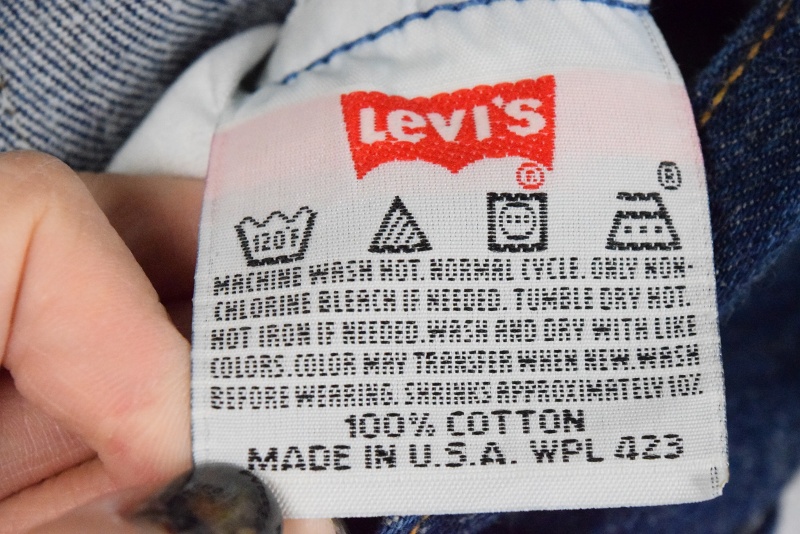 Levi's
®
®
120°F
MACHINE WASH HOT. NORMAL CYCLE. ONLY NON-
CHLORINE BLEACH IF NEEDED. TUMBLE DRY HOT.
HOT IRON IF NEEDED. WASH AND DRY WITH LIKE
COLORS. COLOR MAY TRANSFER WHEN NEW. WASH
BEFORE WEARING. SHRINKS APPROXIMATELY 10%.
100% COTTON
MADE IN U.S.A. WPL 423